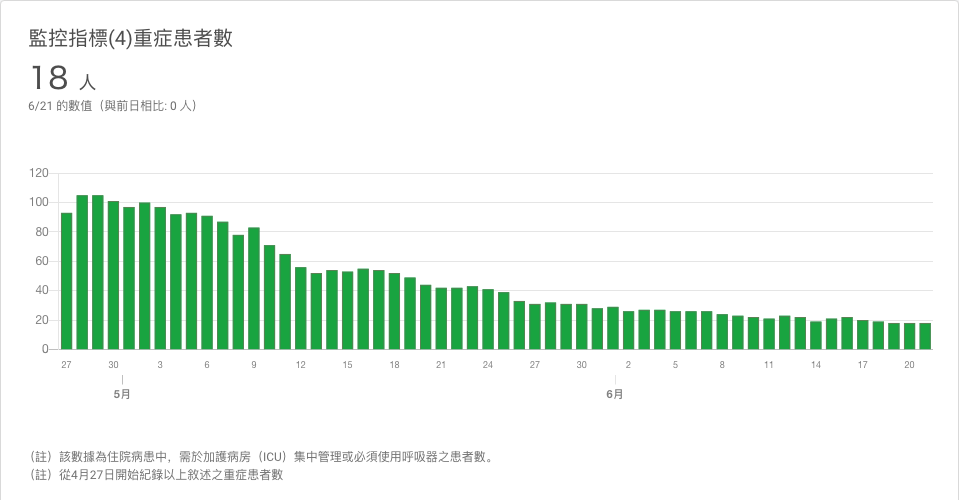 監控指標(4)重症患者數
18 人
6/21 的數值（與前日相比: 0 人）
120
100
80
60
40
20
0
27 30 3 6 9 12 15 18 21 24 27 30 2 5 8 11 14 17 20
5月 6月
（註）該數據為住院病患中，需於加護病房（ICU）集中管理或必須使用呼吸器之患者數。
（註）從4月27日開始紀錄以上敘述之重症患者數